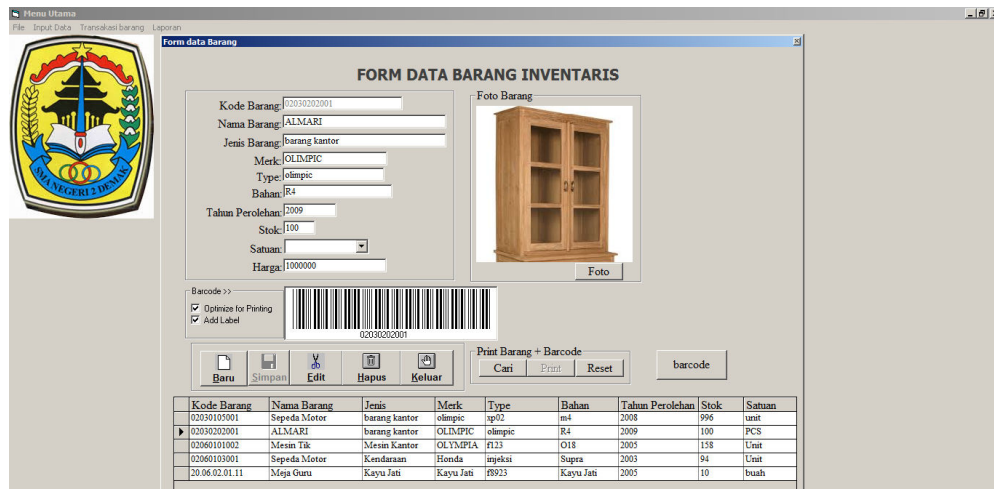 Menu Utama
File Input Data Transakasi barang Laporan
Form data Barang
SMA NEGERI 2 DEMAK
FORM DATA BARANG INVENTARIS
Kode Barang: 02030202001
Nama Barang: ALMARI
Jenis Barang: barang kantor
Merk: OLIMPIC
Type: olimpic
Bahan: R4
Tahun Perolehan: 2009
Stok: 100
Satuan:
Harga: 1000000
Foto Barang
Foto
Barcode >>
Optimize for Printing
Add Label
02030202001
Baru Simpan Edit Hapus Keluar
Print Barang + Barcode
Cari Print Reset
barcode
Kode Barang Nama Barang Jenis Merk Type Bahan Tahun Perolehan Stok Satuan
02030105001 Sepeda Motor barang kantor olimpic xp02 m4 2008 996 unit
02030202001 ALMARI barang kantor OLIMPIC olimpic R4 2009 100 PCS
02060101002 Mesin Tik Mesin Kantor OLYMPIA f123 O18 2005 158 Unit
02060103001 Sepeda Motor Kendaraan Honda injeksi Supra 2003 94 Unit
20.06.02.01.11 Meja Guru Kayu Jati Kayu Jati f8923 Kayu Jati 2005 10 buah